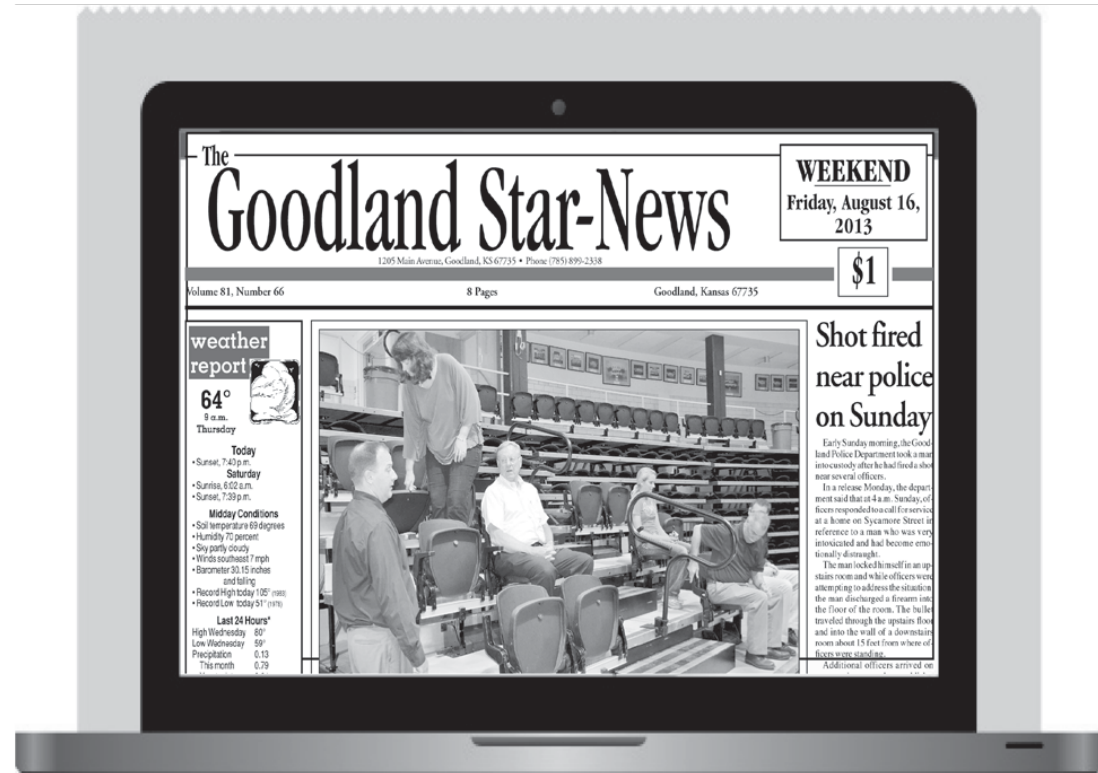 The
Goodland Star-News
1205 Main Avenue, Goodland, KS 67735 • Phone (785) 899-2338
WEEKEND
Friday, August 16,
2013
$1
Volume 81, Number 66
8 Pages
Goodland, Kansas 67735
weather
report
64°
9 a.m.
Thursday
Today
• Sunset, 7:40 p.m.
Saturday
• Sunrise, 6:02 a.m.
• Sunset, 7:39 p.m.
Midday Conditions
• Soil temperature 69 degrees
• Humidity 70 percent
• Sky partly cloudy
• Winds southeast 7 mph
• Barometer 30.15 inches
and falling
• Record High today 105°
• Record Low today 51°
Last 24 Hours*
High Wednesday 80°
Low Wednesday 59°
Precipitation 0.13
This month 0.79
Shot fired
near police
on Sunday
Early Sunday morning, the Good-
land Police Department took a man
into custody after he had fired a shot
near several officers.
In a release Monday, the depart-
ment said that at 4 a.m. Sunday, of-
ficers responded to a call for service
at a home on Sycamore Street in
reference to a man who was very
intoxicated and had become emo-
tionally distraught.
The man locked himself in an up-
stairs room and while officers were
attempting to address the situation
the man discharged a firearm into
the floor of the room. The bullet
traveled through the upstairs floor
and into the wall of a downstairs
room about 15 feet from where of-
ficers were standing.
Additional officers arrived on